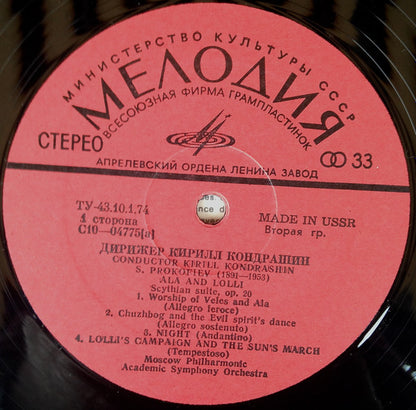 МИНИСТЕРСТВО КУЛЬТУРЫ СССР
МЕЛОДИЯ
ВСЕСОЮЗНАЯ ФИРМА ГРАМПЛАСТИНОК
СТЕРЕО
33
АПРЕЛЕВСКИЙ ОРДЕНА ЛЕНИНА ЗАВОД
ТУ-43.10.1.74
1 сторона
С10—04775(а)
MADE IN USSR
Вторая гр.
ДИРИЖЕР КИРИЛЛ КОНДРАШИН
CONDUCTOR KIRILL KONDRASHIN
S. PROKOFIEV (1891—1953)
ALA AND LOLLI
Scythian suite, op. 20
1. Worship of Veles and Ala
(Allegro feroce)
2. Chuzhbog and the Evil spirit's dance
(Allegro sostenuto)
3. NIGHT (Andantino)
4. LOLLI'S CAMPAIGN AND THE SUN'S MARCH
(Tempestoso)
Moscow Philharmonic
Academic Symphony Orchestra